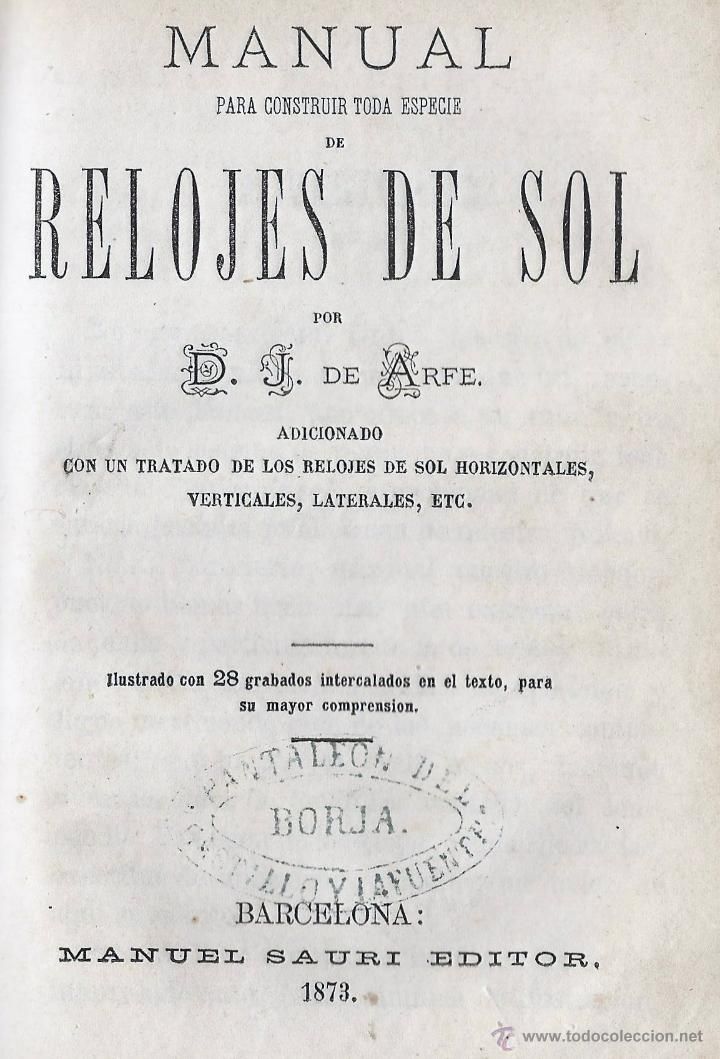 MANUAL
PARA CONSTRUIR TODA ESPECIE
DE
RELOJES DE SOL
POR
D. J. DE ARFE.
ADICIONADO
CON UN TRATADO DE LOS RELOJES DE SOL HORIZONTALES,
VERTICALES, LATERALES, ETC.
Ilustrado con 28 grabados intercalados en el texto, para
su mayor comprension.
PANTALEON DEL
BORJA.
CASTILLO Y LAFUENTE
BARCELONA:
MANUEL SAURI EDITOR,
1873.
www.todocoleccion.net